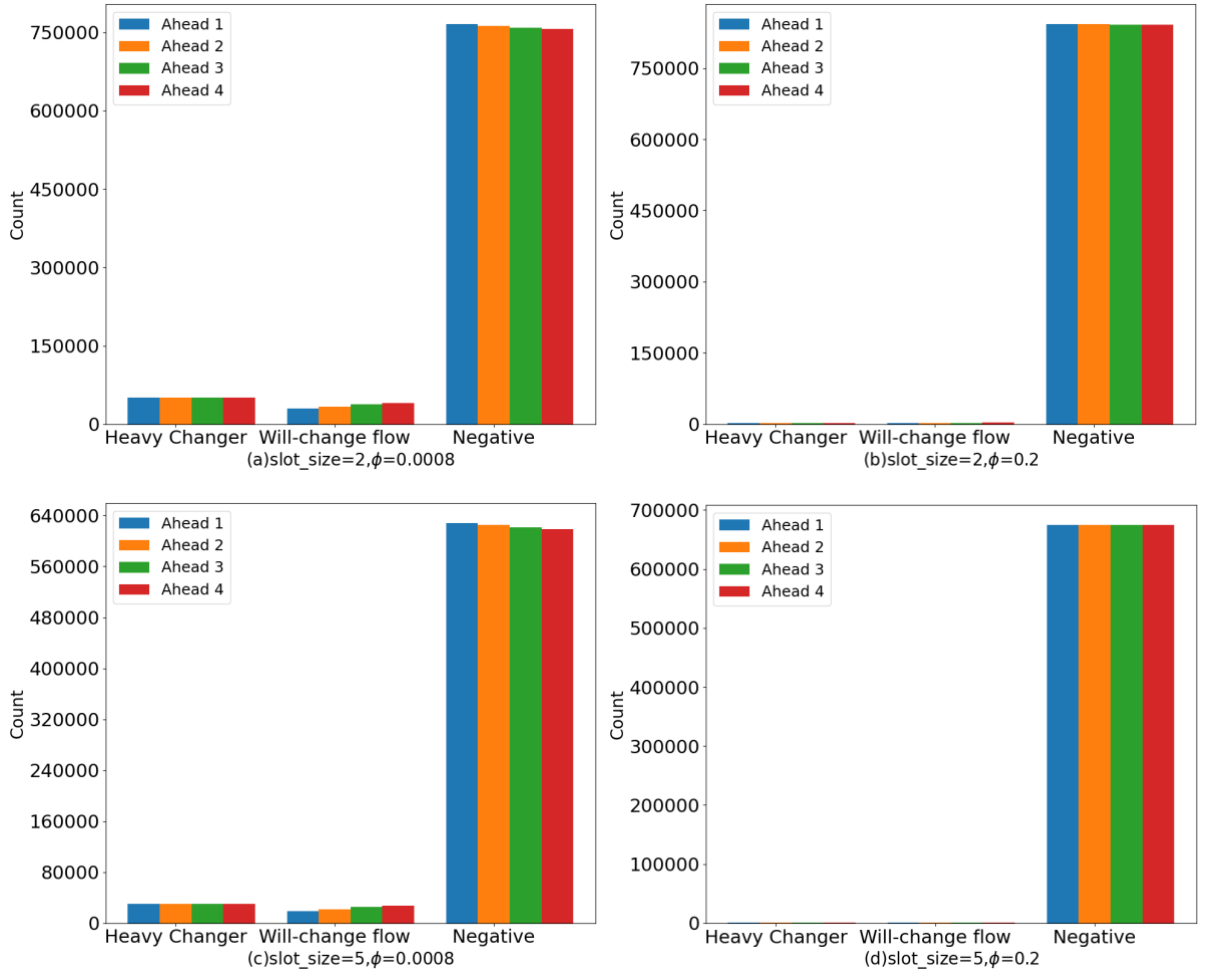 Ahead 1
Ahead 2
Ahead 3
Ahead 4
750000
600000
450000
300000
150000
0
Count
Heavy Changer Will-change flow Negative
(a)slot_size=2,ϕ=0.0008
Ahead 1
Ahead 2
Ahead 3
Ahead 4
750000
600000
450000
300000
150000
0
Count
Heavy Changer Will-change flow Negative
(b)slot_size=2,ϕ=0.2
Ahead 1
Ahead 2
Ahead 3
Ahead 4
640000
560000
480000
400000
320000
240000
160000
80000
0
Count
Heavy Changer Will-change flow Negative
(c)slot_size=5,ϕ=0.0008
Ahead 1
Ahead 2
Ahead 3
Ahead 4
700000
600000
500000
400000
300000
200000
100000
0
Count
Heavy Changer Will-change flow Negative
(d)slot_size=5,ϕ=0.2